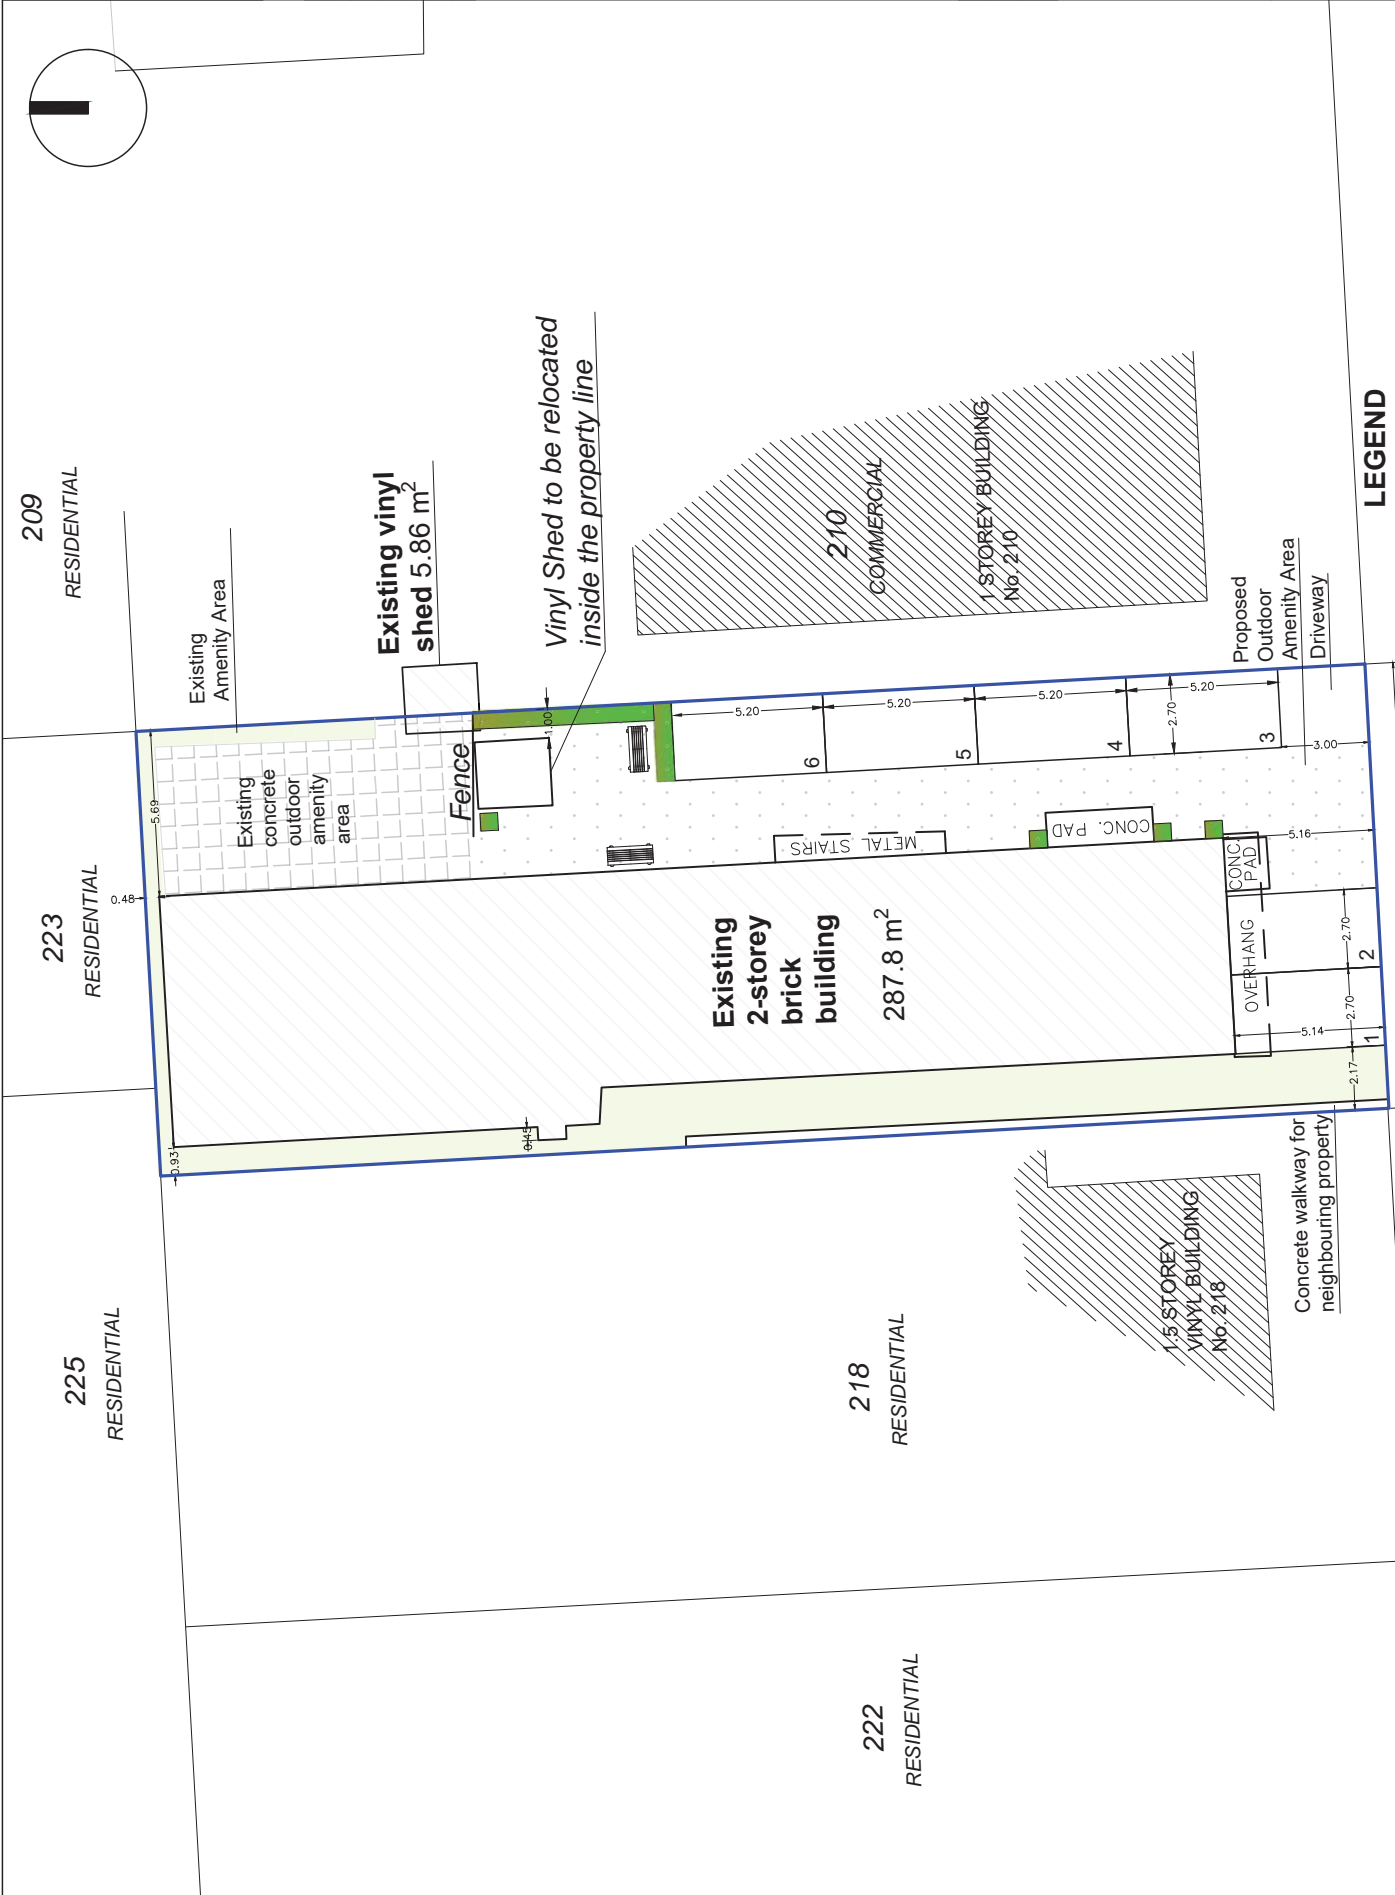 209
RESIDENTIAL
223
RESIDENTIAL
225
RESIDENTIAL
Existing
Amenity Area
Existing vinyl
shed 5.86 m²
Vinyl Shed to be relocated
inside the property line
Fence
Existing
concrete
outdoor
amenity
area
5.69
0.48
0.93
0.45
1.00
5.20
5.20
5.20
5.20
2.70
6
5
4
3
3.00
210
COMMERCIAL
1 STOREY BUILDING
No. 210
Proposed
Outdoor
Amenity Area
Driveway
METAL STAIRS
CONC. PAD
CONC.
PAD
5.16
OVERHANG
2.70
2.70
5.14
2
1
2.17
Existing
2-storey
brick
building
287.8 m²
218
RESIDENTIAL
1.5 STOREY
VINYL BUILDING
No. 218
Concrete walkway for
neighbouring property
222
RESIDENTIAL
LEGEND